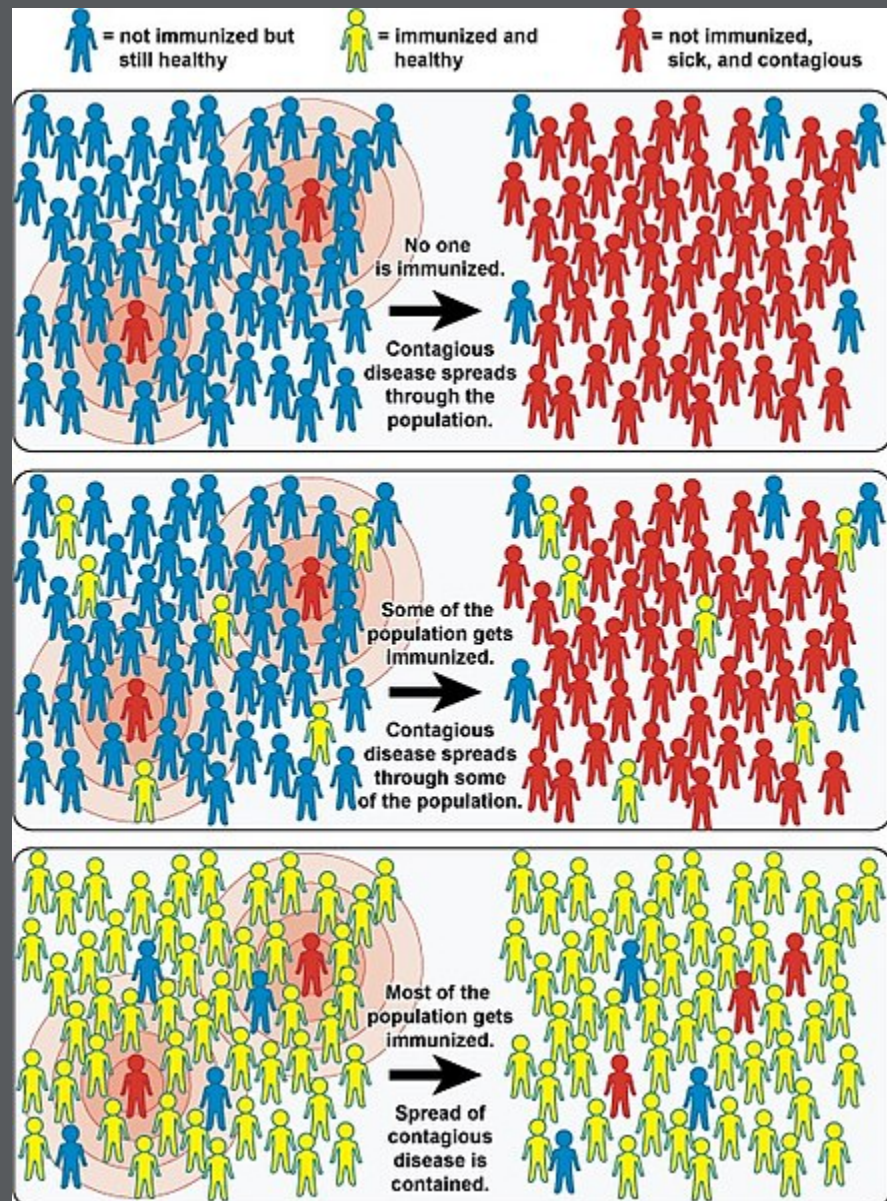 = not immunized but
still healthy
= immunized and
healthy
= not immunized,
sick, and contagious
No one
is immunized.
Contagious
disease spreads
through the
population.
Some of the
population gets
immunized.
Contagious
disease spreads
through some
of the population.
Most of the
population gets
immunized.
Spread of
contagious
disease is
contained.